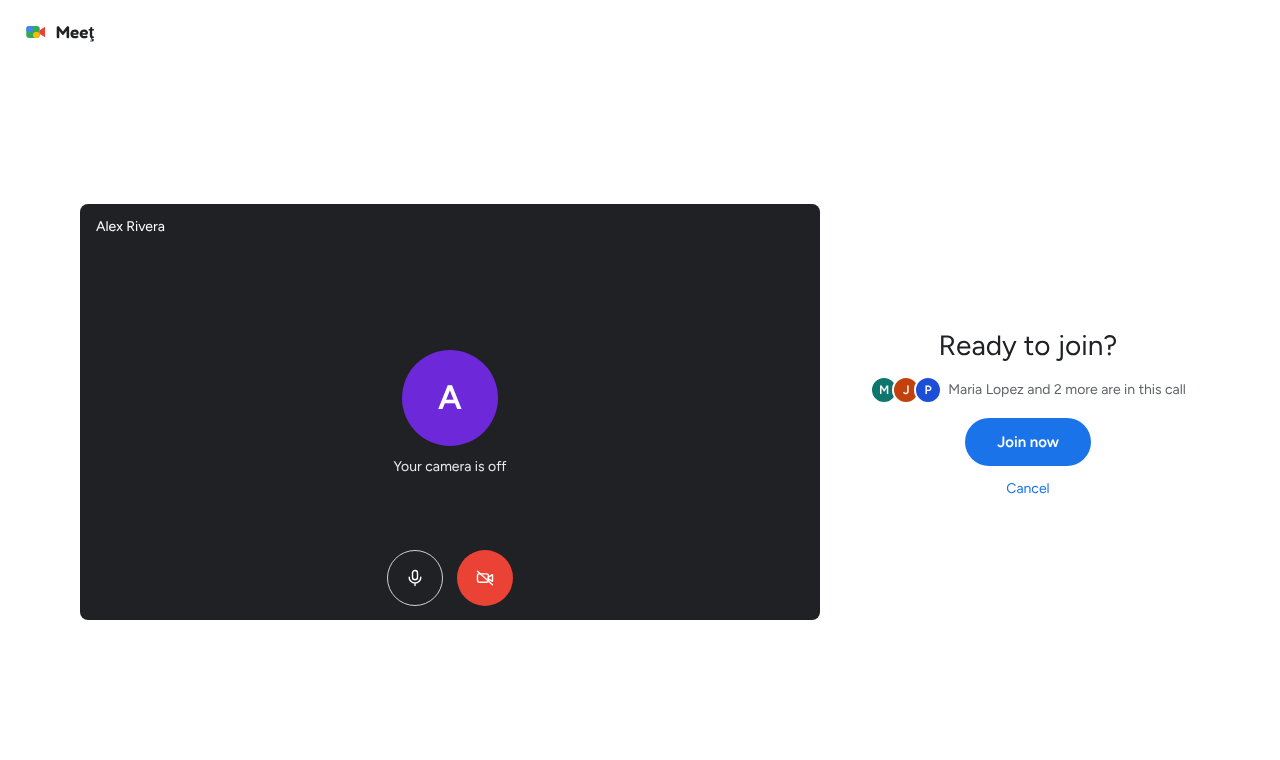 Meeţ
Alex Rivera
A
Your camera is off
Ready to join?
M J P Maria Lopez and 2 more are in this call
Join now
Cancel